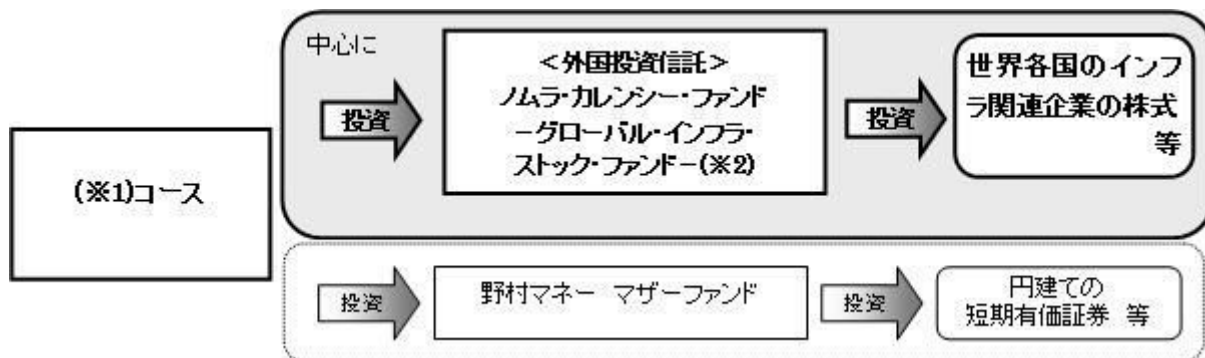 中心に
(※1)コース
投資
<外国投資信託>
ノムラ・カレンシー・ファンド
－グローバル・インフラ・
ストック・ファンド－(※2)
投資
世界各国のインフ
ラ関連企業の株式
等
投資
野村マネー マザーファンド
投資
円建ての
短期有価証券 等